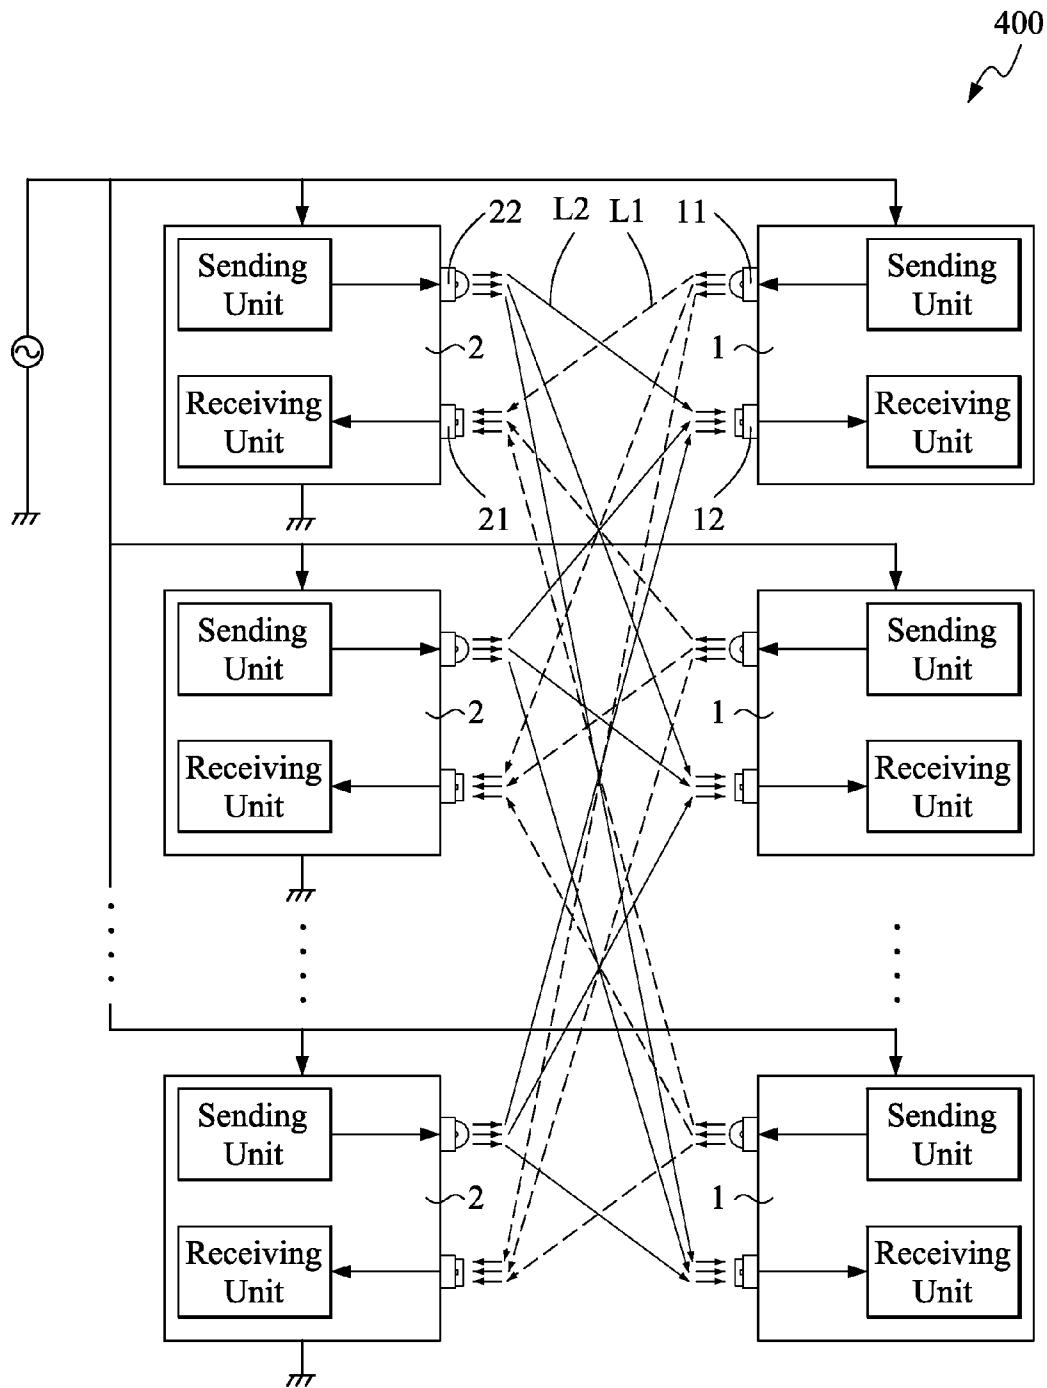 400
22
L2
L1
11
Sending
Unit
Sending
Unit
2
1
Receiving
Unit
Receiving
Unit
21
12
Sending
Unit
Sending
Unit
2
1
Receiving
Unit
Receiving
Unit
Sending
Unit
Sending
Unit
2
1
Receiving
Unit
Receiving
Unit